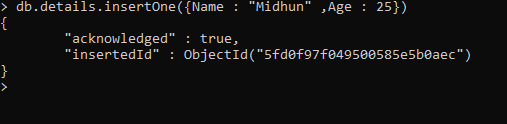 > db.details.insertOne({Name : "Midhun" ,Age : 25})
{
        "acknowledged" : true,
        "insertedId" : ObjectId("5fd0f97f049500585e5b0aec")
}
>